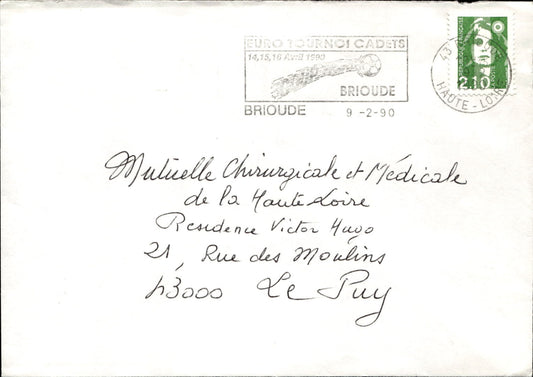 EURO TOURNOI CADETS
14,15,16 Avril 1990
BRIOUDE
BRIOUDE 9-2-90
43
HAUTE-LOIRE
2,10
Mutuelle Chirurgicale et Médicale
de la Haute Loire
Residence Victor Hugo
21, Rue des Moulins
43000 Le Puy